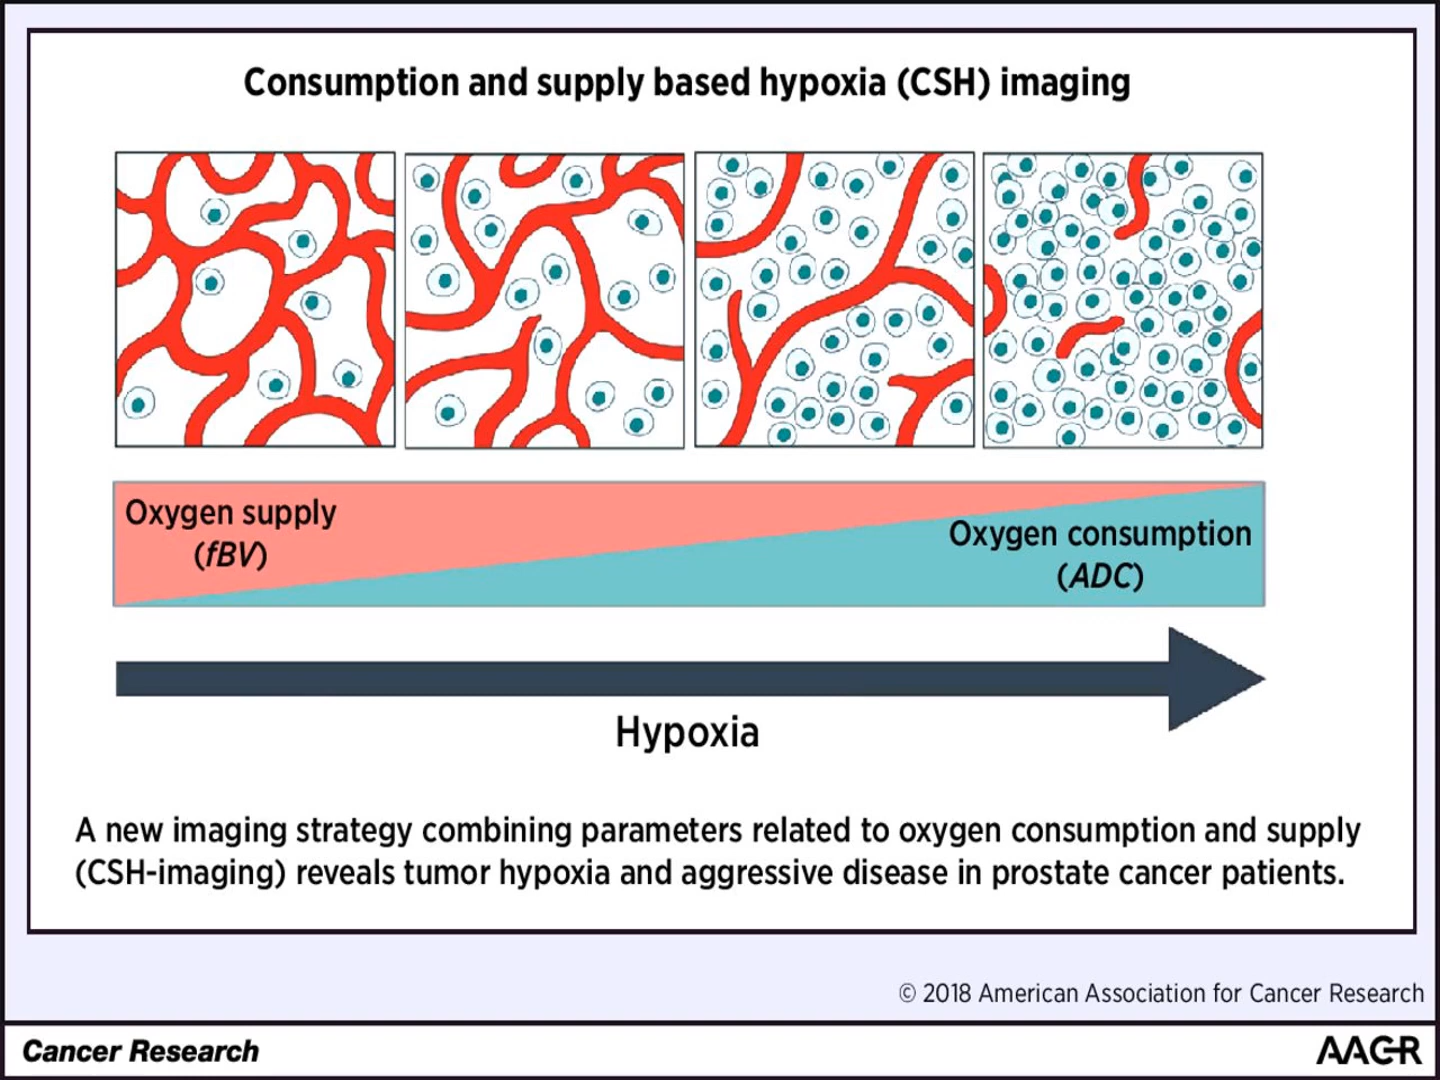 Consumption and supply based hypoxia (CSH) imaging
Oxygen supply
(fBV)
Oxygen consumption
(ADC)
Hypoxia
A new imaging strategy combining parameters related to oxygen consumption and supply
(CSH-imaging) reveals tumor hypoxia and aggressive disease in prostate cancer patients.
© 2018 American Association for Cancer Research
Cancer Research
AACR